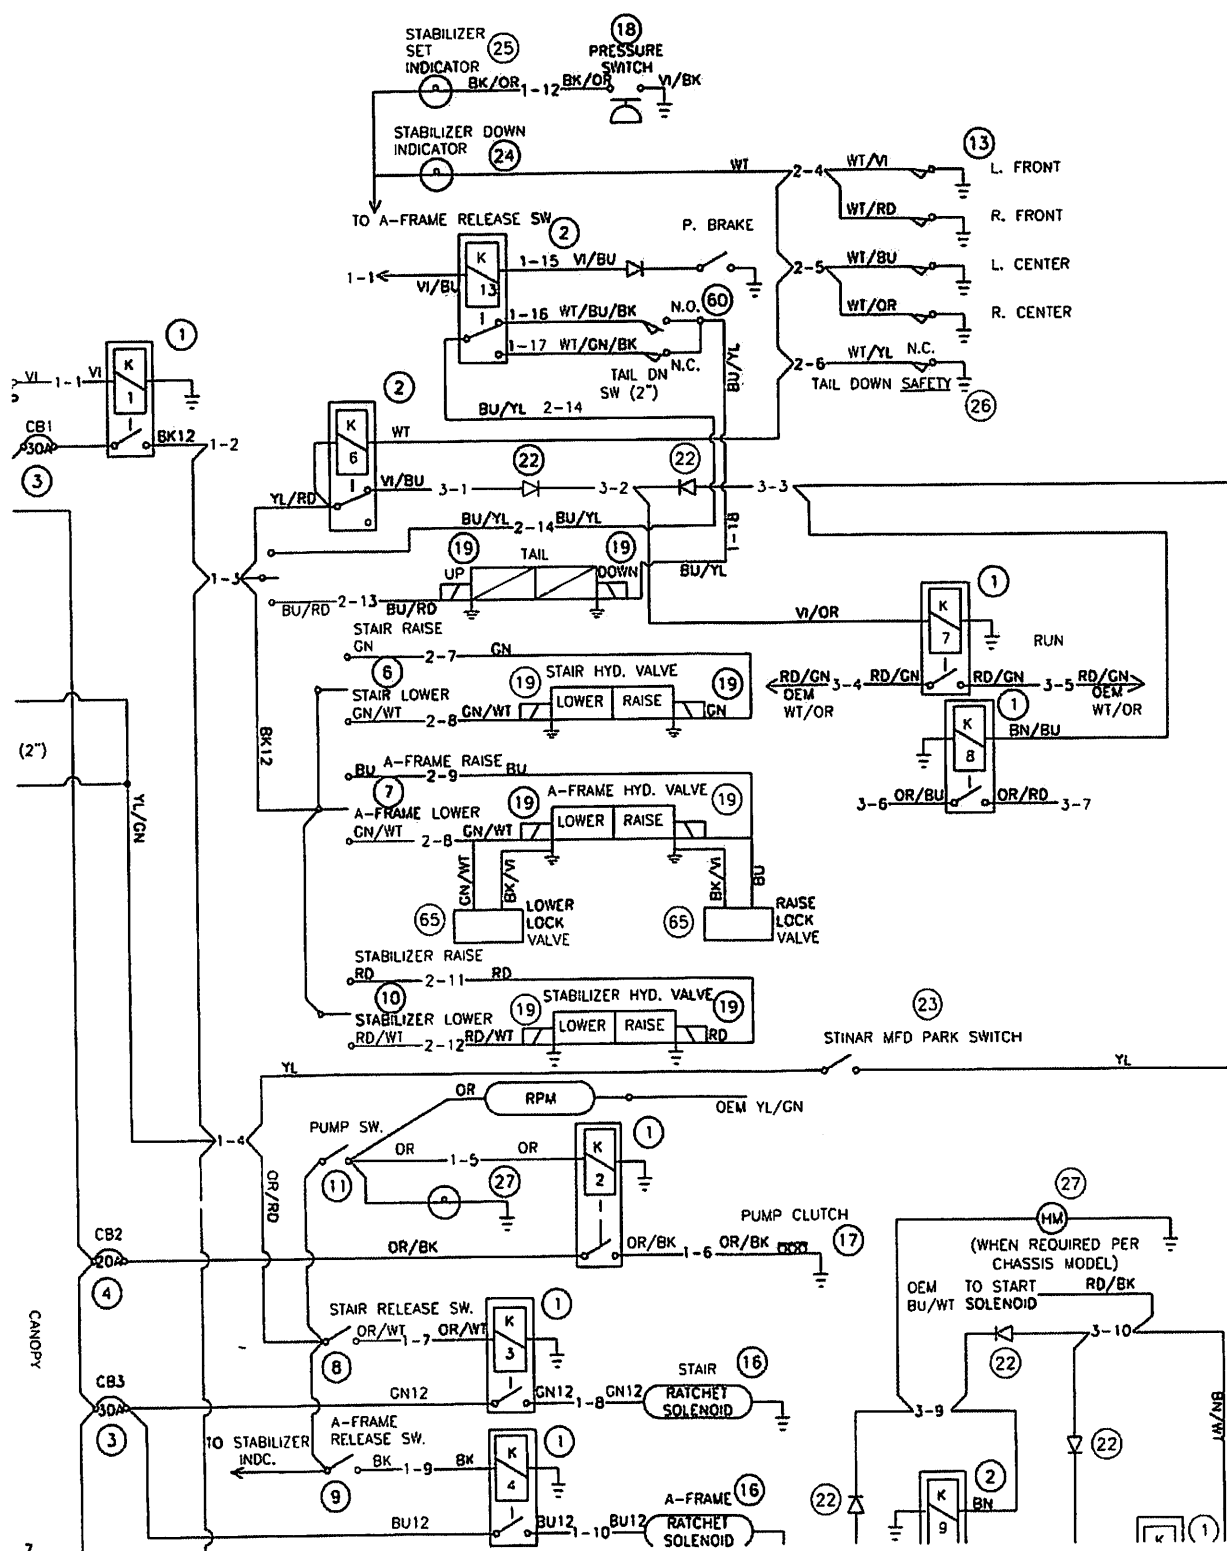 STABILIZER
SET
INDICATOR
25
18
PRESSURE
SWITCH
BK/OR
1-12
BK/OR
VI/BK
STABILIZER DOWN
INDICATOR
24
WT
2-4
WT/VI
13
L. FRONT
WT/RD
R. FRONT
TO A-FRAME RELEASE SW
2
P. BRAKE
K
13
1-15
VI/BU
1-1
VI/BU
2-5
WT/BU
L. CENTER
WT/OR
R. CENTER
1-16
WT/BU/BK
N.O.
60
1-17
WT/GN/BK
N.C.
TAIL DN
SW (2")
BU/YL
2-6
WT/YL
N.C.
TAIL DOWN SAFETY
26
1
VI
1-1
VI
K
1
CB1
30A
BK12
1-2
3
2
BU/YL 2-14
K
6
WT
YL/RD
VI/BU
3-1
22
3-2
22
3-3
BU/YL
2-14
BU/YL
1-18
BU/YL
1-3
19
UP
TAIL
19
DOWN
BU/RD
2-13
BU/RD
VI/OR
K
7
1
RUN
RD/GN
OEM
WT/OR
3-4
RD/GN
RD/GN
3-5
RD/GN
OEM
WT/OR
STAIR RAISE
GN
6
2-7
GN
STAIR HYD. VALVE
19
LOWER
RAISE
19
GN
STAIR LOWER
GN/WT
2-8
GN/WT
1
K
8
BN/BU
3-6
OR/BU
OR/RD
3-7
(2")
YL/GN
BK12
A-FRAME RAISE
BU
2-9
BU
7
A-FRAME HYD. VALVE
19
LOWER
RAISE
19
A-FRAME LOWER
GN/WT
2-8
GN/WT
GN/WT
BK/VI
BK/VI
BU
65
LOWER
LOCK
VALVE
65
RAISE
LOCK
VALVE
STABILIZER RAISE
RD
2-11
RD
10
STABILIZER HYD. VALVE
19
LOWER
RAISE
19
RD
STABILIZER LOWER
RD/WT
2-12
RD/WT
23
STINAR MFD PARK SWITCH
YL
YL
OR
RPM
OEM YL/GN
PUMP SW.
1-4
11
OR
1-5
OR
K
2
1
27
OR/RD
CB2
20A
4
OR/BK
OR/BK
1-6
OR/BK
PUMP CLUTCH
17
27
HM
(WHEN REQUIRED PER
CHASSIS MODEL)
OEM
BU/WT
TO START
SOLENOID
RD/BK
3-10
22
CANOPY
STAIR RELEASE SW.
8
OR/WT
1-7
OR/WT
K
3
1
CB3
30A
3
GN12
GN12
1-8
GN12
STAIR
16
RATCHET
SOLENOID
3-9
BN/WT
22
TO STABILIZER
INDC.
A-FRAME
RELEASE SW.
9
BK
1-9
BK
K
4
1
BU12
BU12
1-10
BU12
A-FRAME
16
RATCHET
SOLENOID
22
K
9
BN
2
K
1